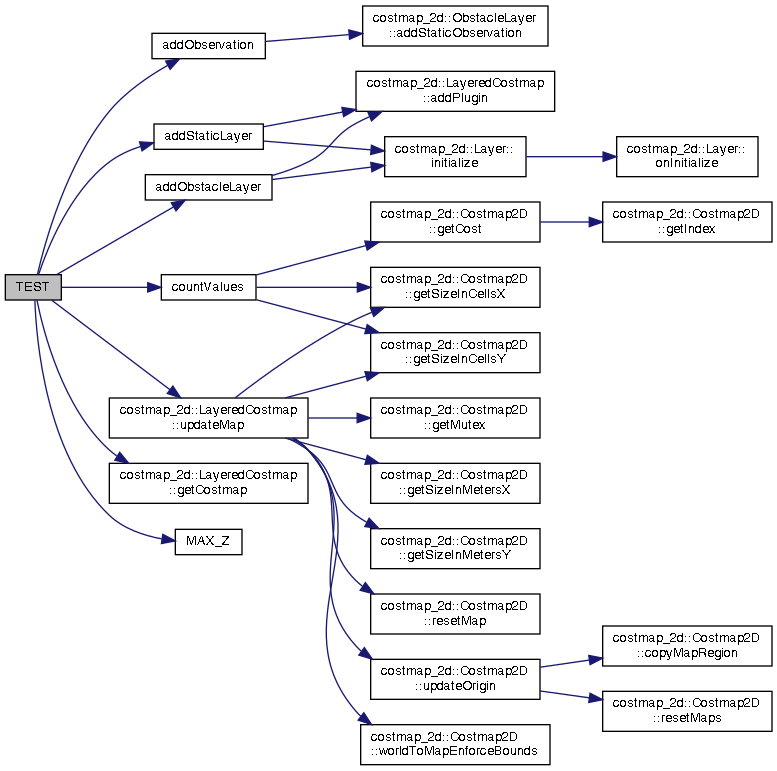 costmap_2d::ObstacleLayer
::addStaticObservation
addObservation
costmap_2d::LayeredCostmap
::addPlugin
addStaticLayer
costmap_2d::Layer::
initialize
costmap_2d::Layer::
onInitialize
addObstacleLayer
costmap_2d::Costmap2D
::getCost
costmap_2d::Costmap2D
::getIndex
TEST
countValues
costmap_2d::Costmap2D
::getSizeInCellsX
costmap_2d::Costmap2D
::getSizeInCellsY
costmap_2d::LayeredCostmap
::updateMap
costmap_2d::Costmap2D
::getMutex
costmap_2d::LayeredCostmap
::getCostmap
costmap_2d::Costmap2D
::getSizeInMetersX
MAX_Z
costmap_2d::Costmap2D
::getSizeInMetersY
costmap_2d::Costmap2D
::resetMap
costmap_2d::Costmap2D
::updateOrigin
costmap_2d::Costmap2D
::copyMapRegion
costmap_2d::Costmap2D
::resetMaps
costmap_2d::Costmap2D
::worldToMapEnforceBounds